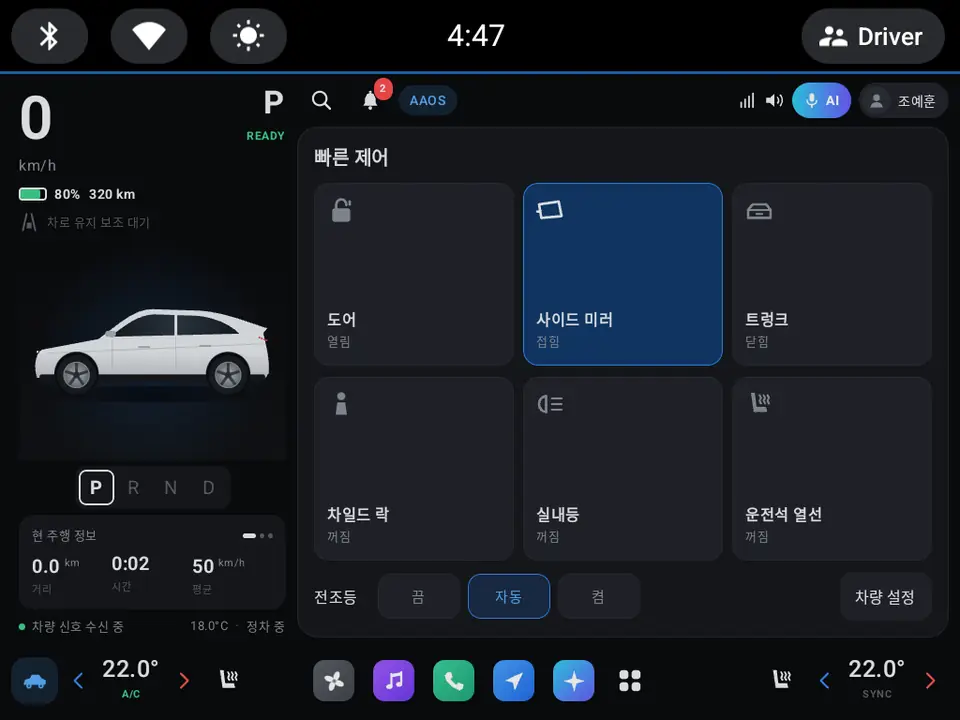 4:47
Driver
0
P
READY
km/h
80% 320 km
차로 유지 보조 대기
2
AAOS
AI
조예훈
빠른 제어
도어
열림
사이드 미러
접힘
트렁크
닫힘
차일드 락
꺼짐
실내등
꺼짐
운전석 열선
꺼짐
P R N D
현 주행 정보
0.0 km
거리
0:02
시간
50 km/h
평균
차량 신호 수신 중
18.0°C · 정차 중
전조등
끔
자동
켬
차량 설정
22.0°
A/C
22.0°
SYNC